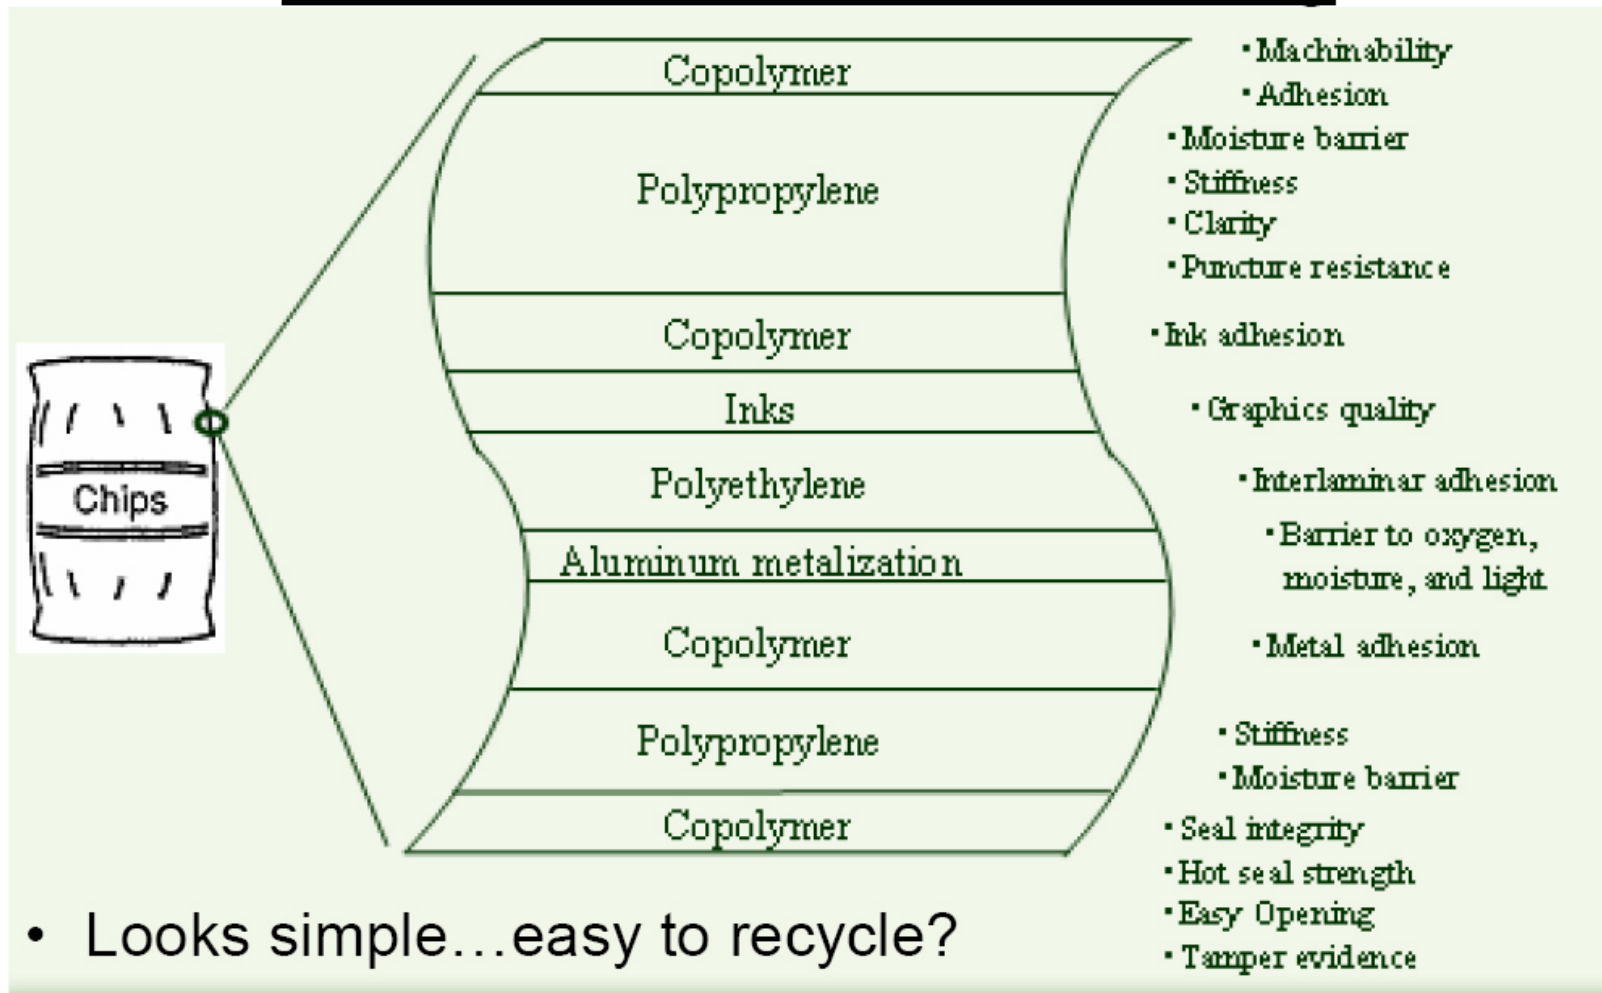 Copolymer
• Machinability
• Adhesion
Polypropylene
• Moisture barrier
• Stiffness
• Clarity
• Puncture resistance
Copolymer
• Ink adhesion
Inks
• Graphics quality
Polyethylene
• Interlaminar adhesion
Aluminum metalization
• Barrier to oxygen,
moisture, and light
Copolymer
• Metal adhesion
Polypropylene
• Stiffness
• Moisture barrier
Copolymer
• Seal integrity
• Hot seal strength
• Easy Opening
• Tamper evidence
Chips
• Looks simple…easy to recycle?